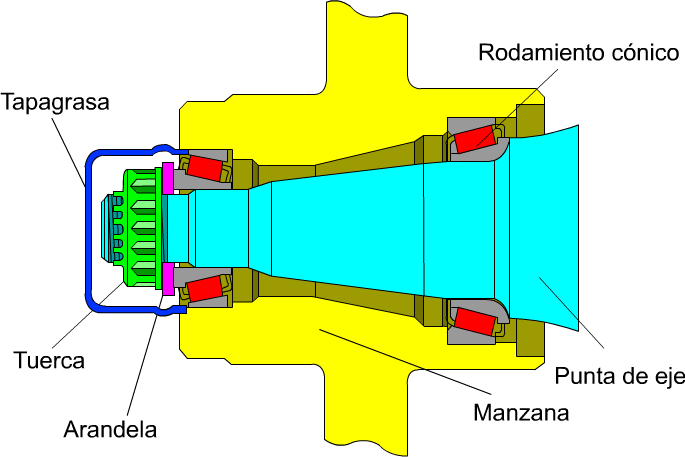 Rodamiento cónico
Tapagrasa
Tuerca
Punta de eje
Manzana
Arandela